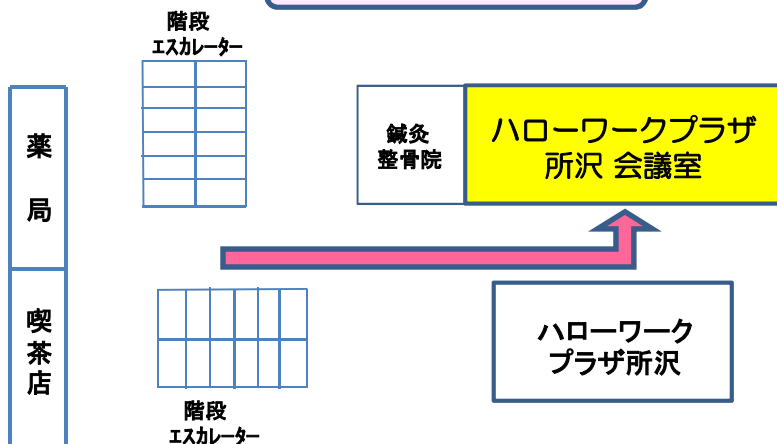 階段
エスカレーター
薬
局
鍼灸
整骨院
ハローワークプラザ
所沢 会議室
喫
茶
店
ハローワーク
プラザ所沢
階段
エスカレーター